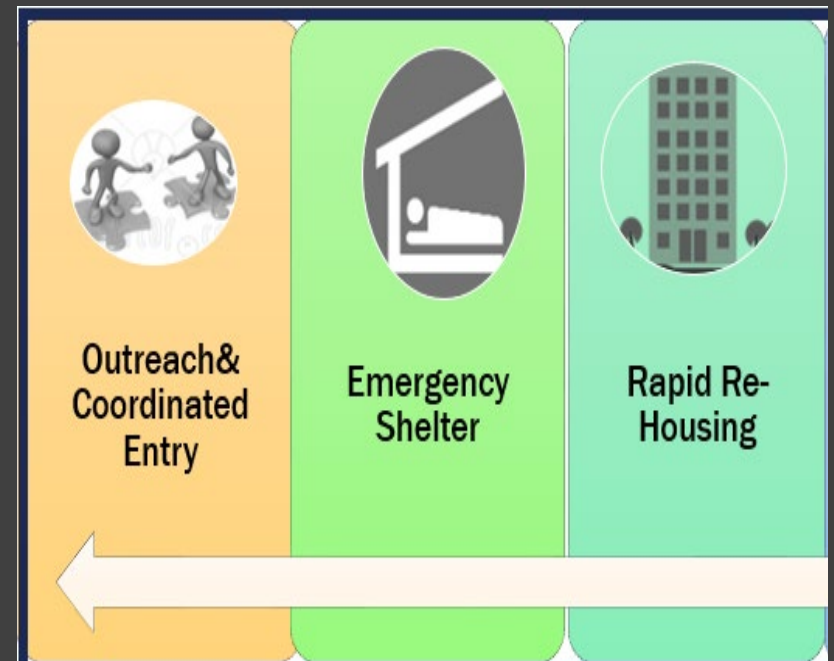 Outreach&
Coordinated
Entry
Emergency
Shelter
Rapid Re-
Housing